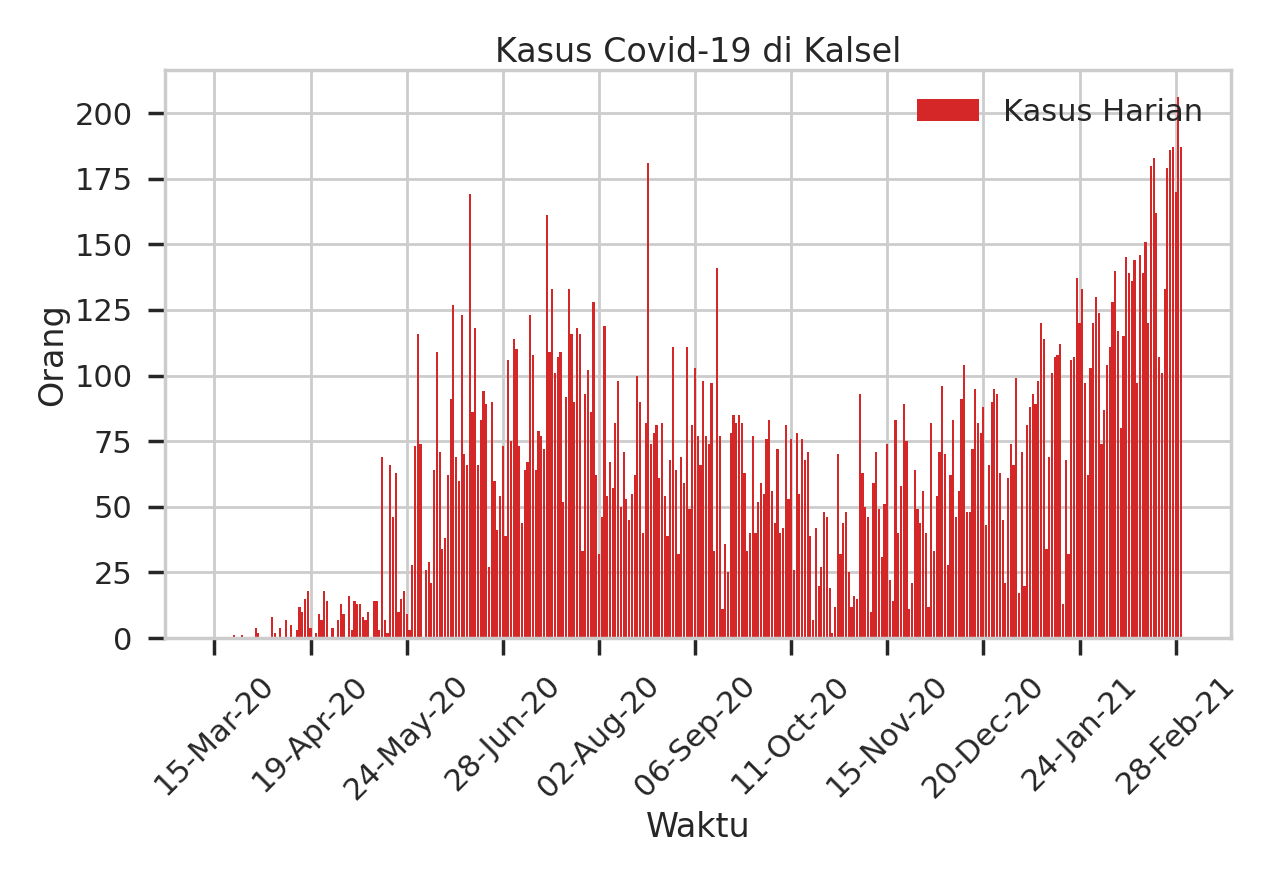 Kasus Covid-19 di Kalsel
Kasus Harian
Orang
200
175
150
125
100
75
50
25
0
15-Mar-20
19-Apr-20
24-May-20
28-Jun-20
02-Aug-20
06-Sep-20
11-Oct-20
15-Nov-20
20-Dec-20
24-Jan-21
28-Feb-21
Waktu